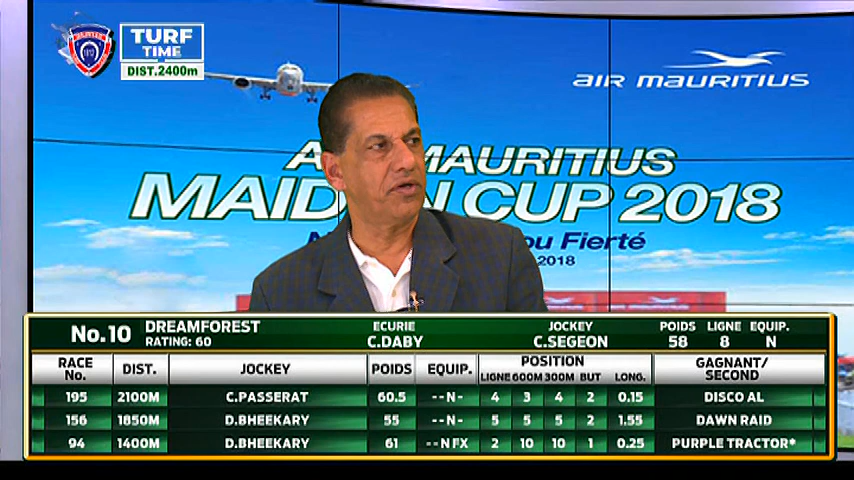 TURF
TIME
DIST.2400m
1812
AIR MAURITIUS
MAURITIUS
MAID N CUP 2018
ou Fierté
2018
No.10 DREAMFOREST ECURIE JOCKEY POIDS LIGNE EQUIP.
RATING: 60 C.DABY C.SEGEON 58 8 N
RACE No. DIST. JOCKEY POIDS EQUIP. POSITION GAGNANT/ SECOND
LIGNE 600M 300M BUT LONG.
195 2100M C.PASSERAT 60.5 --N- 4 3 4 2 0.15 DISCO AL
156 1850M D.BHEEKARY 55 --N- 5 5 5 2 1.55 DAWN RAID
94 1400M D.BHEEKARY 61 --NFX 2 10 10 1 0.25 PURPLE TRACTOR*